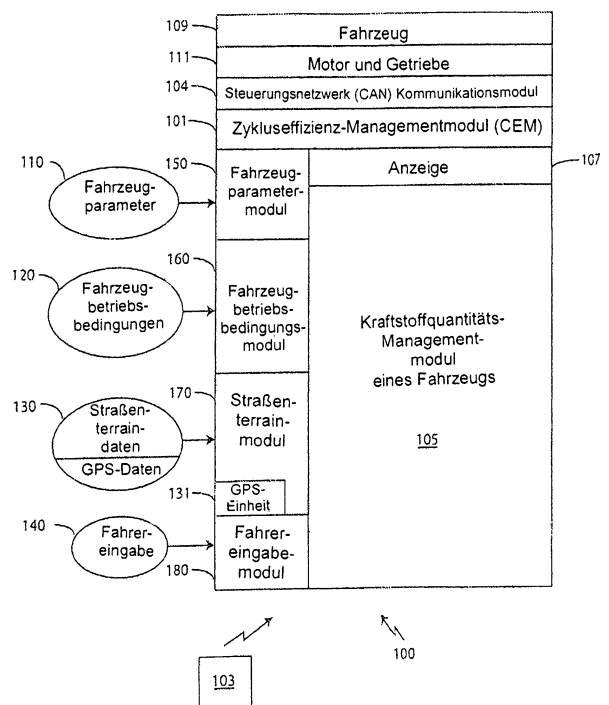 109
Fahrzeug
111
Motor und Getriebe
104
Steuerungsnetzwerk (CAN) Kommunikationsmodul
101
Zykluseffizienz-Managementmodul (CEM)
150
Anzeige
107
110
Fahrzeug-
parameter
Fahrzeug-
parameter-
modul
160
120
Fahrzeug-
betriebs-
bedingungen
Fahrzeug-
betriebs-
bedingungs-
modul
Kraftstoffquantitäts-
Management-
modul
eines Fahrzeugs
105
170
130
Straßen-
terrain-
daten
GPS-Daten
Straßen-
terrain-
modul
131
GPS-
Einheit
140
Fahrer-
eingabe
Fahrer-
eingabe-
modul
180
103
100